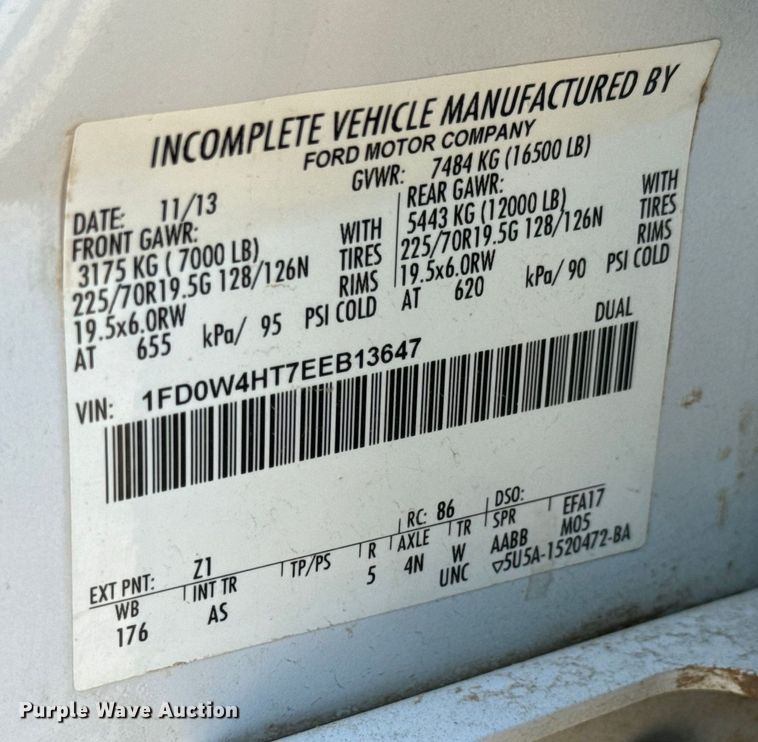 INCOMPLETE VEHICLE MANUFACTURED BY
FORD MOTOR COMPANY
DATE: 11/13 GVWR: 7484 KG (16500 LB)
FRONT GAWR: REAR GAWR:
3175 KG ( 7000 LB) WITH 5443 KG (12000 LB) WITH
225/70R19.5G 128/126N TIRES 225/70R19.5G 128/126N TIRES
19.5x6.0RW RIMS 19.5x6.0RW RIMS
AT 655 kPa/ 95 PSI COLD AT 620 kPa/ 90 PSI COLD
DUAL
VIN: 1FD0W4HT7EEB13647
EXT PNT: Z1 RC: 86 DSO:
WB INT TR TP/PS R AXLE TR SPR EFA17
176 AS 5 4N W AABB M05
UNC ▽5U5A-1520472-BA
Purple Wave Auction